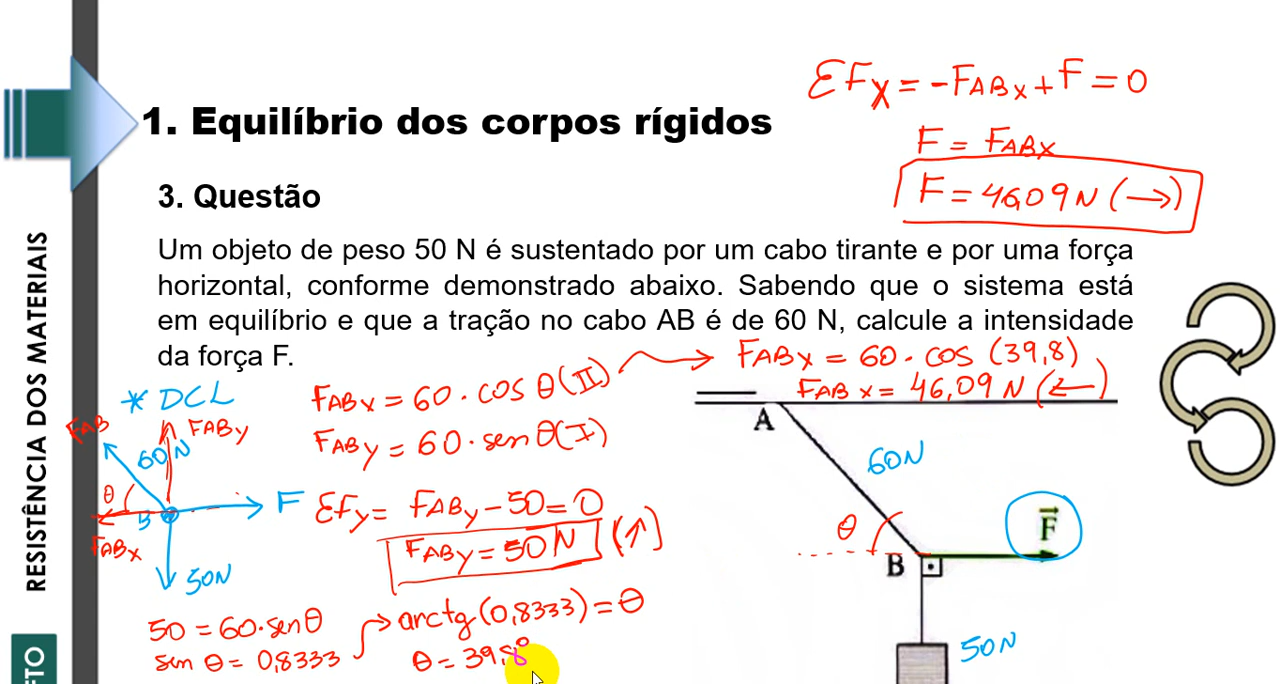 1. Equilíbrio dos corpos rígidos
3. Questão
Um objeto de peso 50 N é sustentado por um cabo tirante e por uma força
horizontal, conforme demonstrado abaixo. Sabendo que o sistema está
em equilíbrio e que a tração no cabo AB é de 60 N, calcule a intensidade
da força F.
ΣFx = -FABx + F = 0
F = FABx
F = 46,09 N (→)
FABx = 60 . cos (39,8)
FABx = 46,09 N (←)
FABx = 60 . cos θ (II)
FABy = 60 . sen θ (I)
* DCL
FAB
FABy
60N
θ
B
F
FABx
50N
ΣFy = FABy - 50 = 0
FABy = 50N (↑)
50 = 60 . sen θ
sen θ = 0,8333
arctg (0,8333) = θ
θ = 39,8°
A
60N
θ
F
B
50N
RESISTÊNCIA DOS MATERIAIS